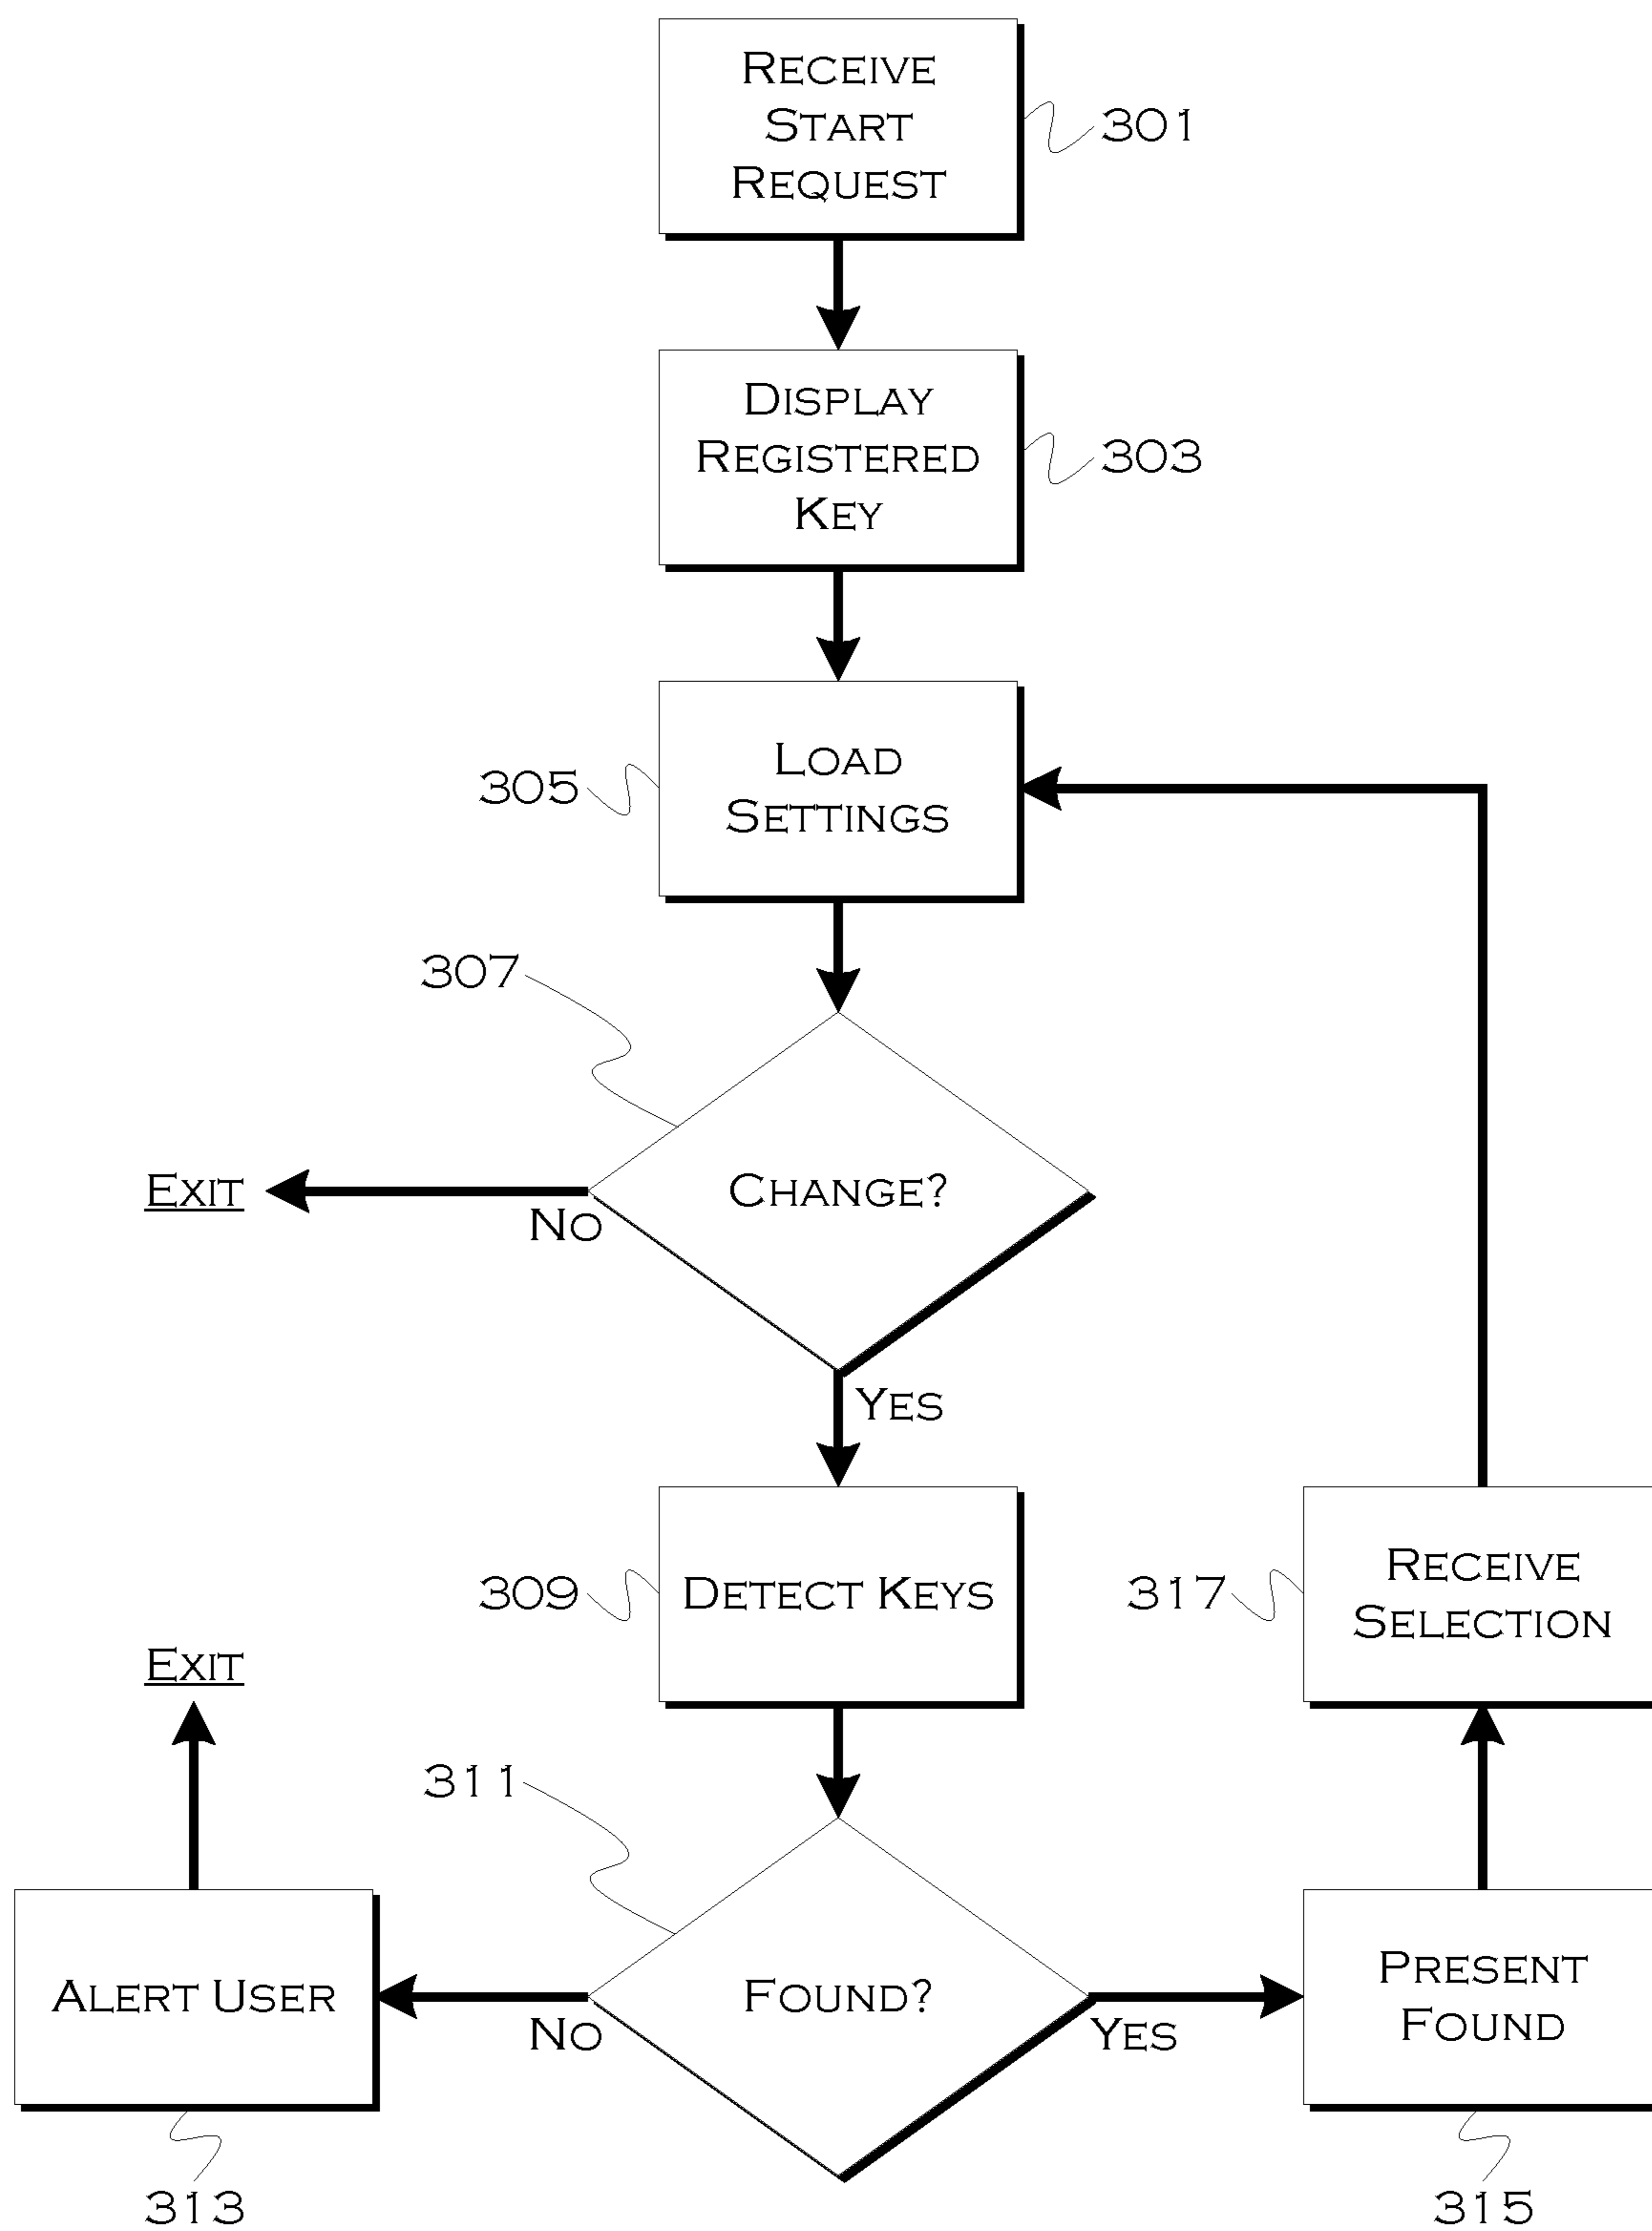 RECEIVE
START
REQUEST
301
DISPLAY
REGISTERED
KEY
303
LOAD
SETTINGS
305
307
CHANGE?
EXIT
NO
YES
309
DETECT KEYS
317
RECEIVE
SELECTION
EXIT
311
ALERT USER
NO
FOUND?
YES
PRESENT
FOUND
313
315